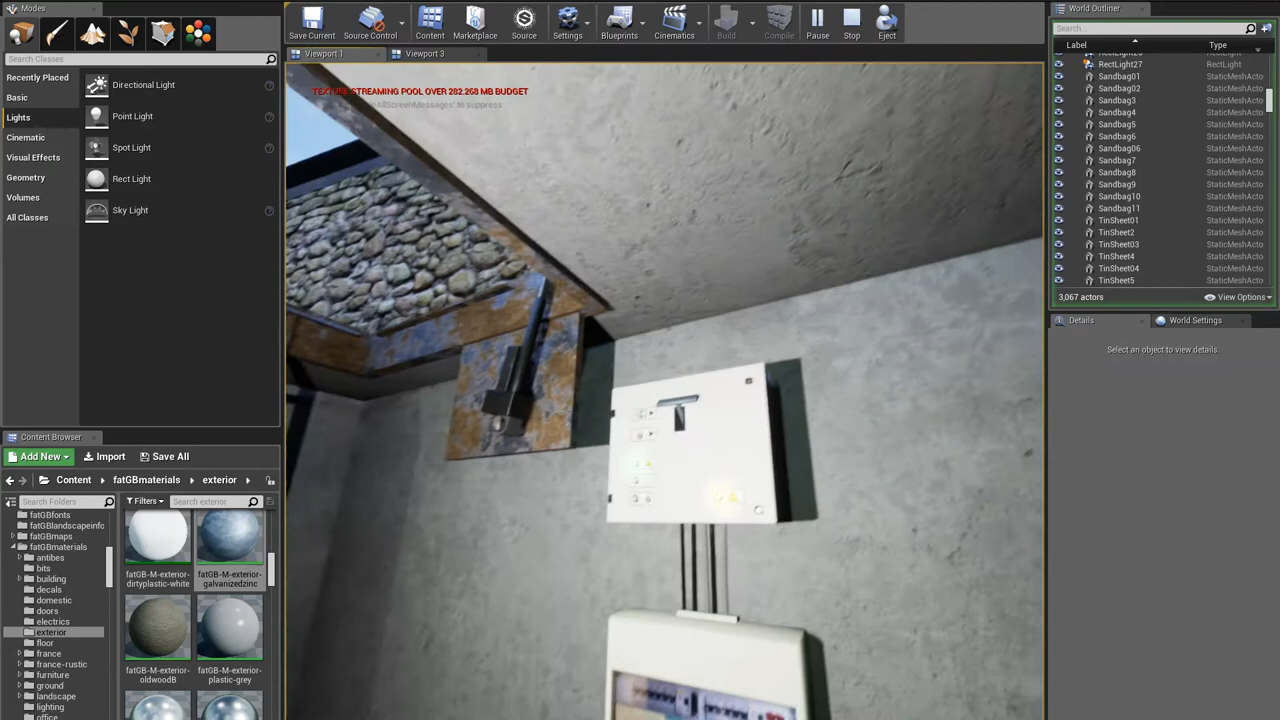 Modes
Search Classes
Recently Placed
Basic
Lights
Cinematic
Visual Effects
Geometry
Volumes
All Classes
Directional Light
Point Light
Spot Light
Rect Light
Sky Light
Save Current
Source Control
Content
Marketplace
Source
Settings
Blueprints
Cinematics
Build
Compile
Pause
Stop
Eject
Viewport 1
Viewport 3
TEXTURE STREAMING POOL OVER 282.268 MB BUDGET
AllScreenMessages' to suppress
World Outliner
Search...
Label Type
RectLight27 RectLight
Sandbag01 StaticMeshActo
Sandbag02 StaticMeshActo
Sandbag3 StaticMeshActo
Sandbag4 StaticMeshActo
Sandbag5 StaticMeshActo
Sandbag6 StaticMeshActo
Sandbag06 StaticMeshActo
Sandbag7 StaticMeshActo
Sandbag8 StaticMeshActo
Sandbag9 StaticMeshActo
Sandbag10 StaticMeshActo
Sandbag11 StaticMeshActo
TinSheet01 StaticMeshActo
TinSheet2 StaticMeshActo
TinSheet03 StaticMeshActo
TinSheet4 StaticMeshActo
TinSheet04 StaticMeshActo
TinSheet5 StaticMeshActo
3,067 actors View Options
Details World Settings
Select an object to view details.
Content Browser
Add New Import Save All
Content fatGBmaterials exterior
Search Folders
Filters Search exterior
fatGBfonts
fatGBlandscapeinfo
fatGBmaps
fatGBmaterials
antibes
bits
building
decals
domestic
doors
electrics
exterior
floor
france
france-rustic
furniture
ground
landscape
lighting
office
fatGB-M-exterior-
dirtyplastic-white
fatGB-M-exterior-
galvanizedzinc
fatGB-M-exterior-
oldwoodB
fatGB-M-exterior-
plastic-grey